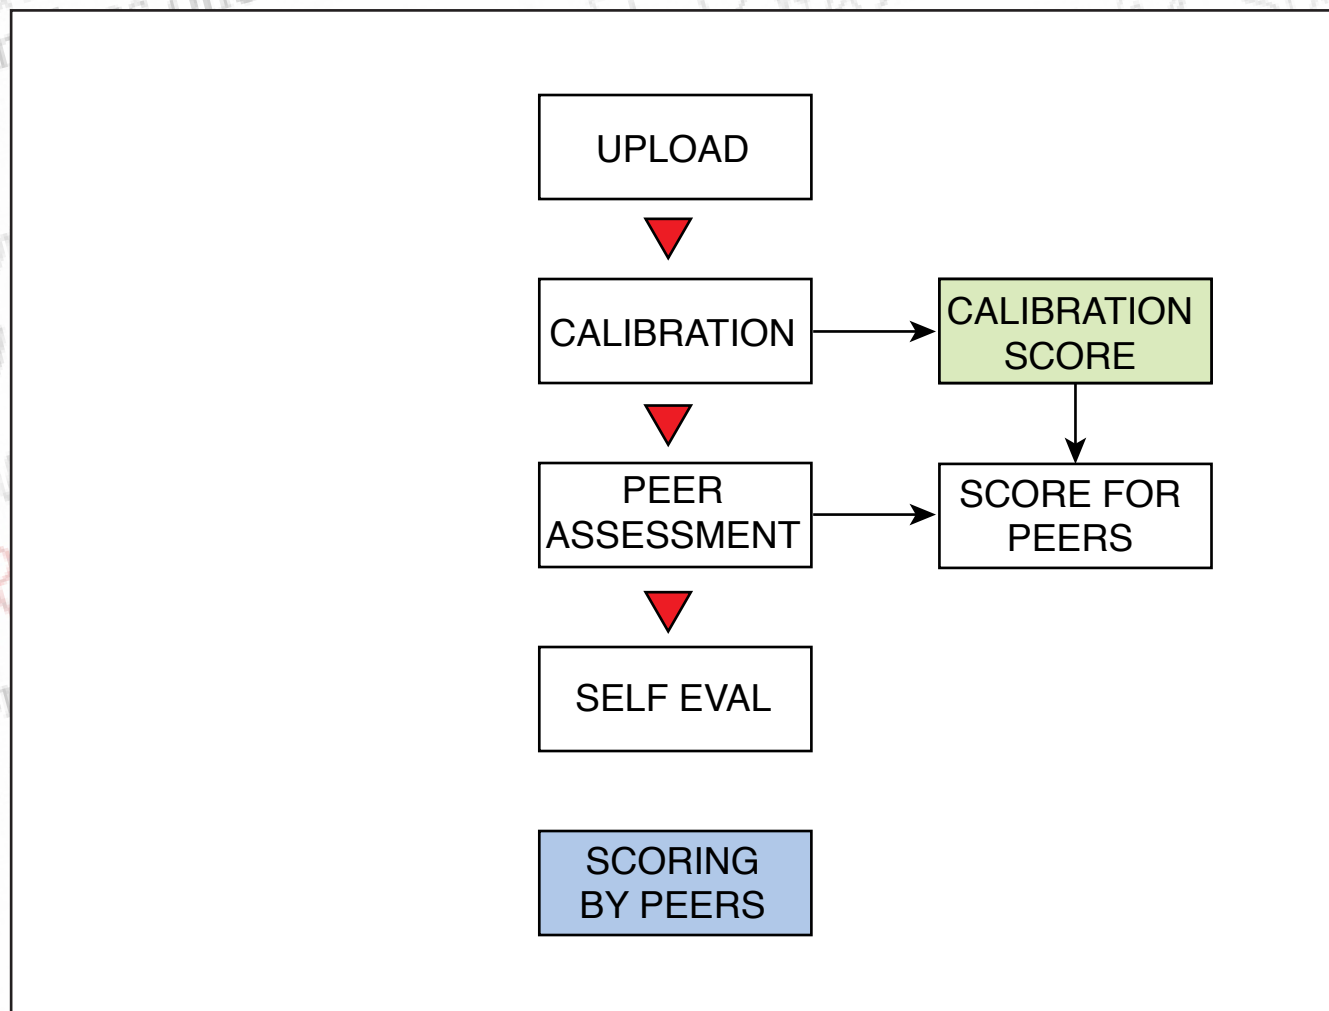 UPLOAD
CALIBRATION
CALIBRATION
SCORE
PEER
ASSESSMENT
SCORE FOR
PEERS
SELF EVAL
SCORING
BY PEERS